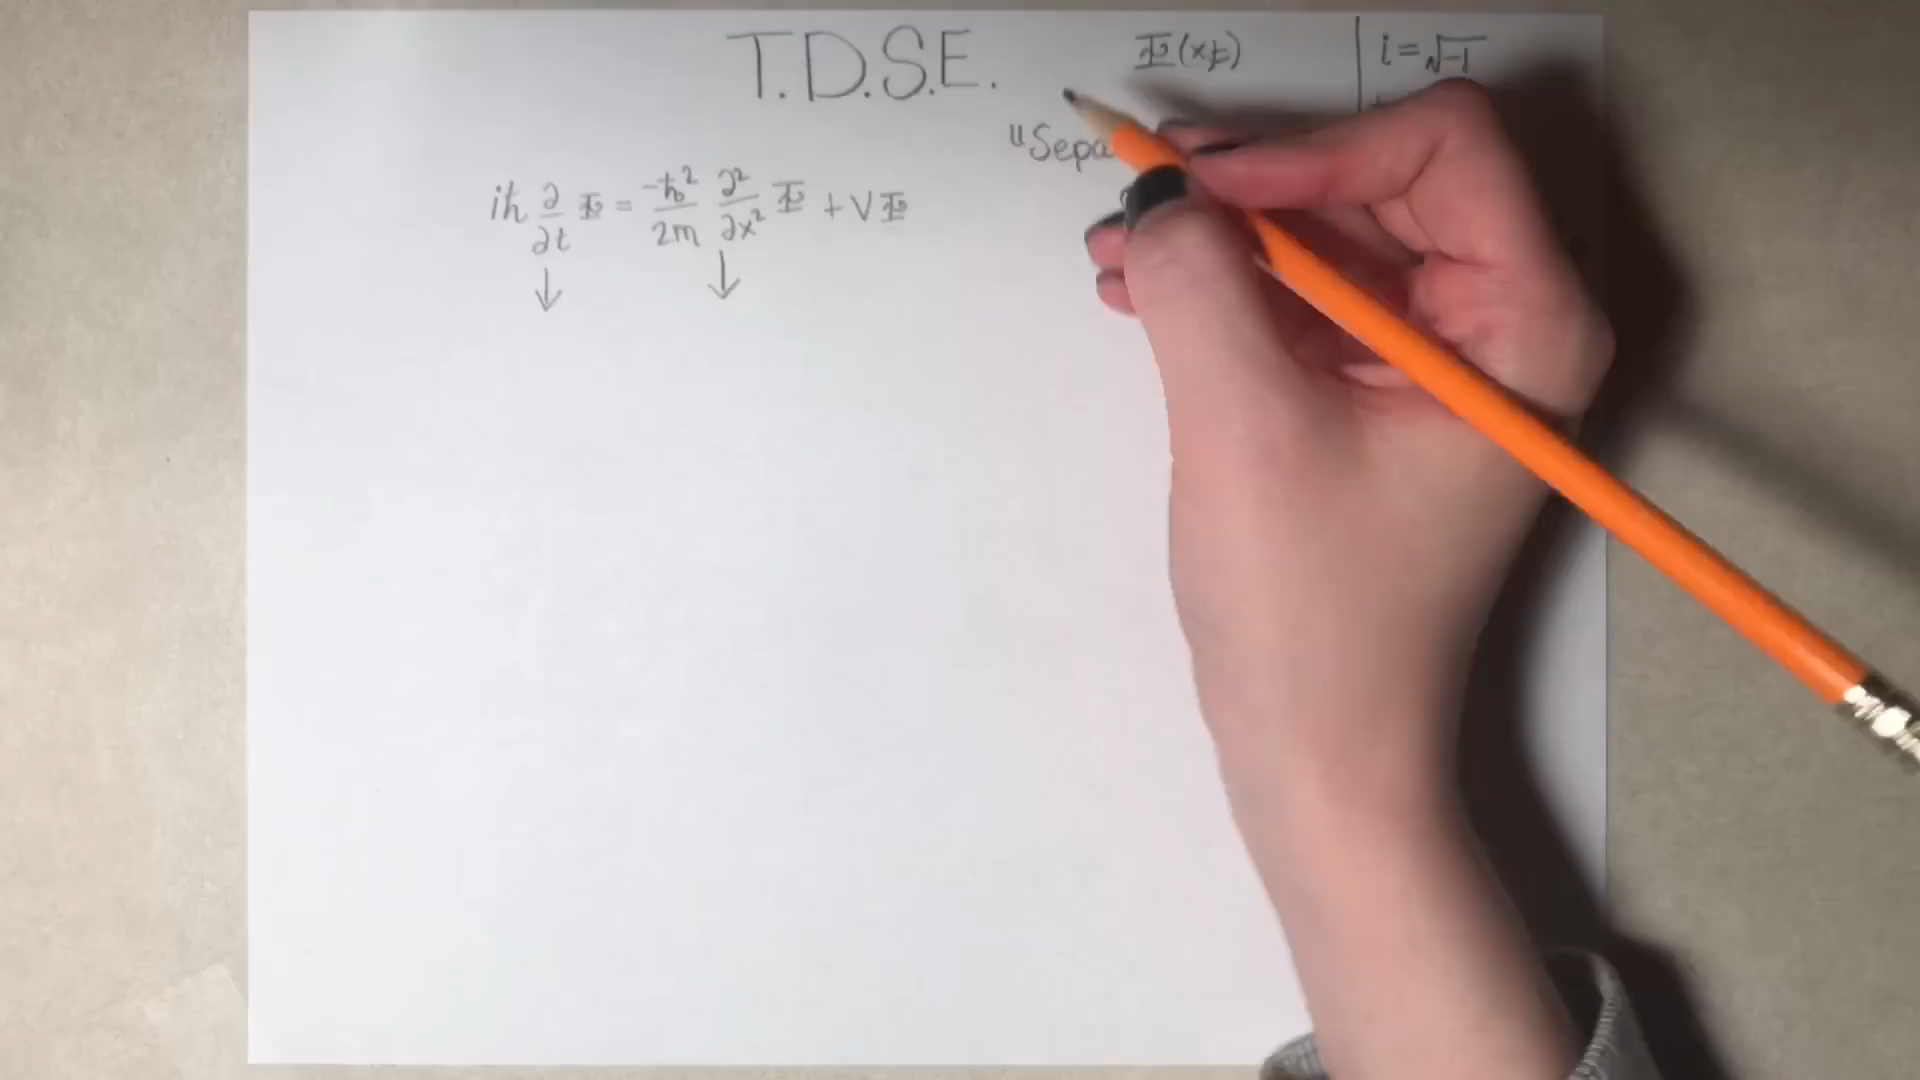 T.D.S.E.
Ψ(x,t)
i=√-1
"Sepa
iħ ∂/∂t Ψ = -ħ²/2m ∂²/∂x² Ψ + VΨ